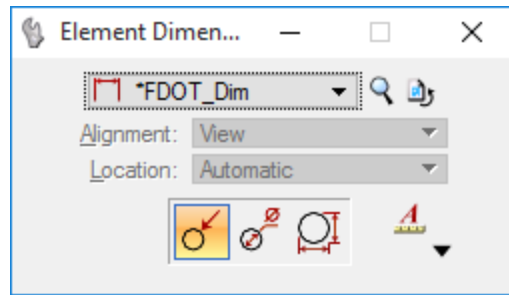 Element Dimen...
*FDOT_Dim
Alignment: View
Location: Automatic
A